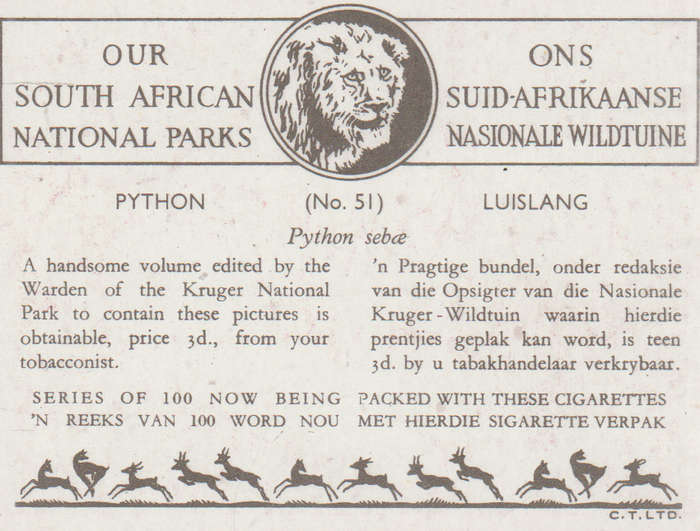 OUR
SOUTH AFRICAN
NATIONAL PARKS
ONS
SUID-AFRIKAANSE
NASIONALE WILDTUINE
PYTHON (No. 51) LUISLANG
Python sebæ
A handsome volume edited by the
Warden of the Kruger National
Park to contain these pictures is
obtainable, price 3d., from your
tobacconist.
'n Pragtige bundel, onder redaksie
van die Opsigter van die Nasionale
Kruger-Wildtuin waarin hierdie
prentjies geplak kan word, is teen
3d. by u tabakhandelaar verkrybaar.
SERIES OF 100 NOW BEING PACKED WITH THESE CIGARETTES
'N REEKS VAN 100 WORD NOU MET HIERDIE SIGARETTE VERPAK
C.T.LTD.